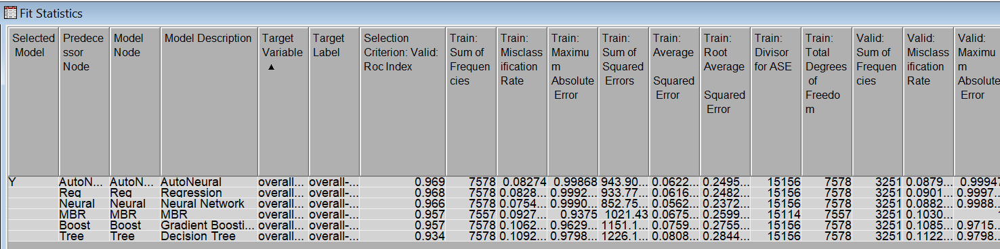 Fit Statistics
Selected Model Predecessor Node Model Node Model Description Target Variable ▲ Target Label Selection Criterion: Valid: Roc Index Train: Sum of Frequencies Train: Misclassification Rate Train: Maximum Absolute Error Train: Sum of Squared Errors Train: Average Squared Error Train: Root Average Squared Error Train: Divisor for ASE Train: Total Degrees of Freedom Valid: Sum of Frequencies Valid: Misclassification Rate Valid: Maximum Absolute Error
Y AutoN... AutoN... AutoNeural overall... overall-... 0.969 7578 0.08274 0.99868 943.90... 0.0622... 0.2495... 15156 7578 3251 0.0879... 0.99947
Reg Reg Regression overall... overall-... 0.968 7578 0.0828... 0.9992... 933.77... 0.0616... 0.2482... 15156 7578 3251 0.0901... 0.9997...
Neural Neural Neural Network overall... overall-... 0.966 7578 0.0754... 0.9990... 852.75... 0.0562... 0.2372... 15156 7578 3251 0.0882... 0.9988...
MBR MBR MBR overall... overall-... 0.957 7557 0.0927... 0.9375 1021.43 0.0675... 0.2599... 15114 7557 3251 0.1030... 1
Boost Boost Gradient Boosti... overall... overall-... 0.957 7578 0.1062... 0.9629... 1151.1... 0.0759... 0.2755... 15156 7578 3251 0.1085... 0.9715...
Tree Tree Decision Tree overall... overall-... 0.934 7578 0.1092... 0.9798... 1226.1... 0.0808... 0.2844... 15156 7578 3251 0.1122... 0.9798...